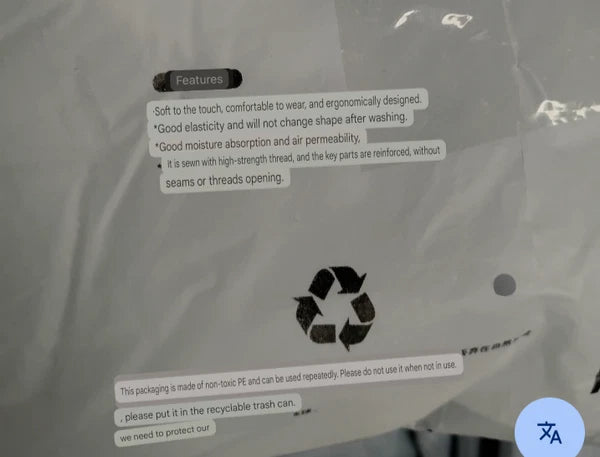 Features
·Soft to the touch, comfortable to wear, and ergonomically designed.
*Good elasticity and will not change shape after washing.
*Good moisture absorption and air permeability,
It is sewn with high-strength thread, and the key parts are reinforced, without
seams or threads opening.
This packaging is made of non-toxic PE and can be used repeatedly. Please do not use it when not in use.
, please put it in the recyclable trash can.
we need to protect our